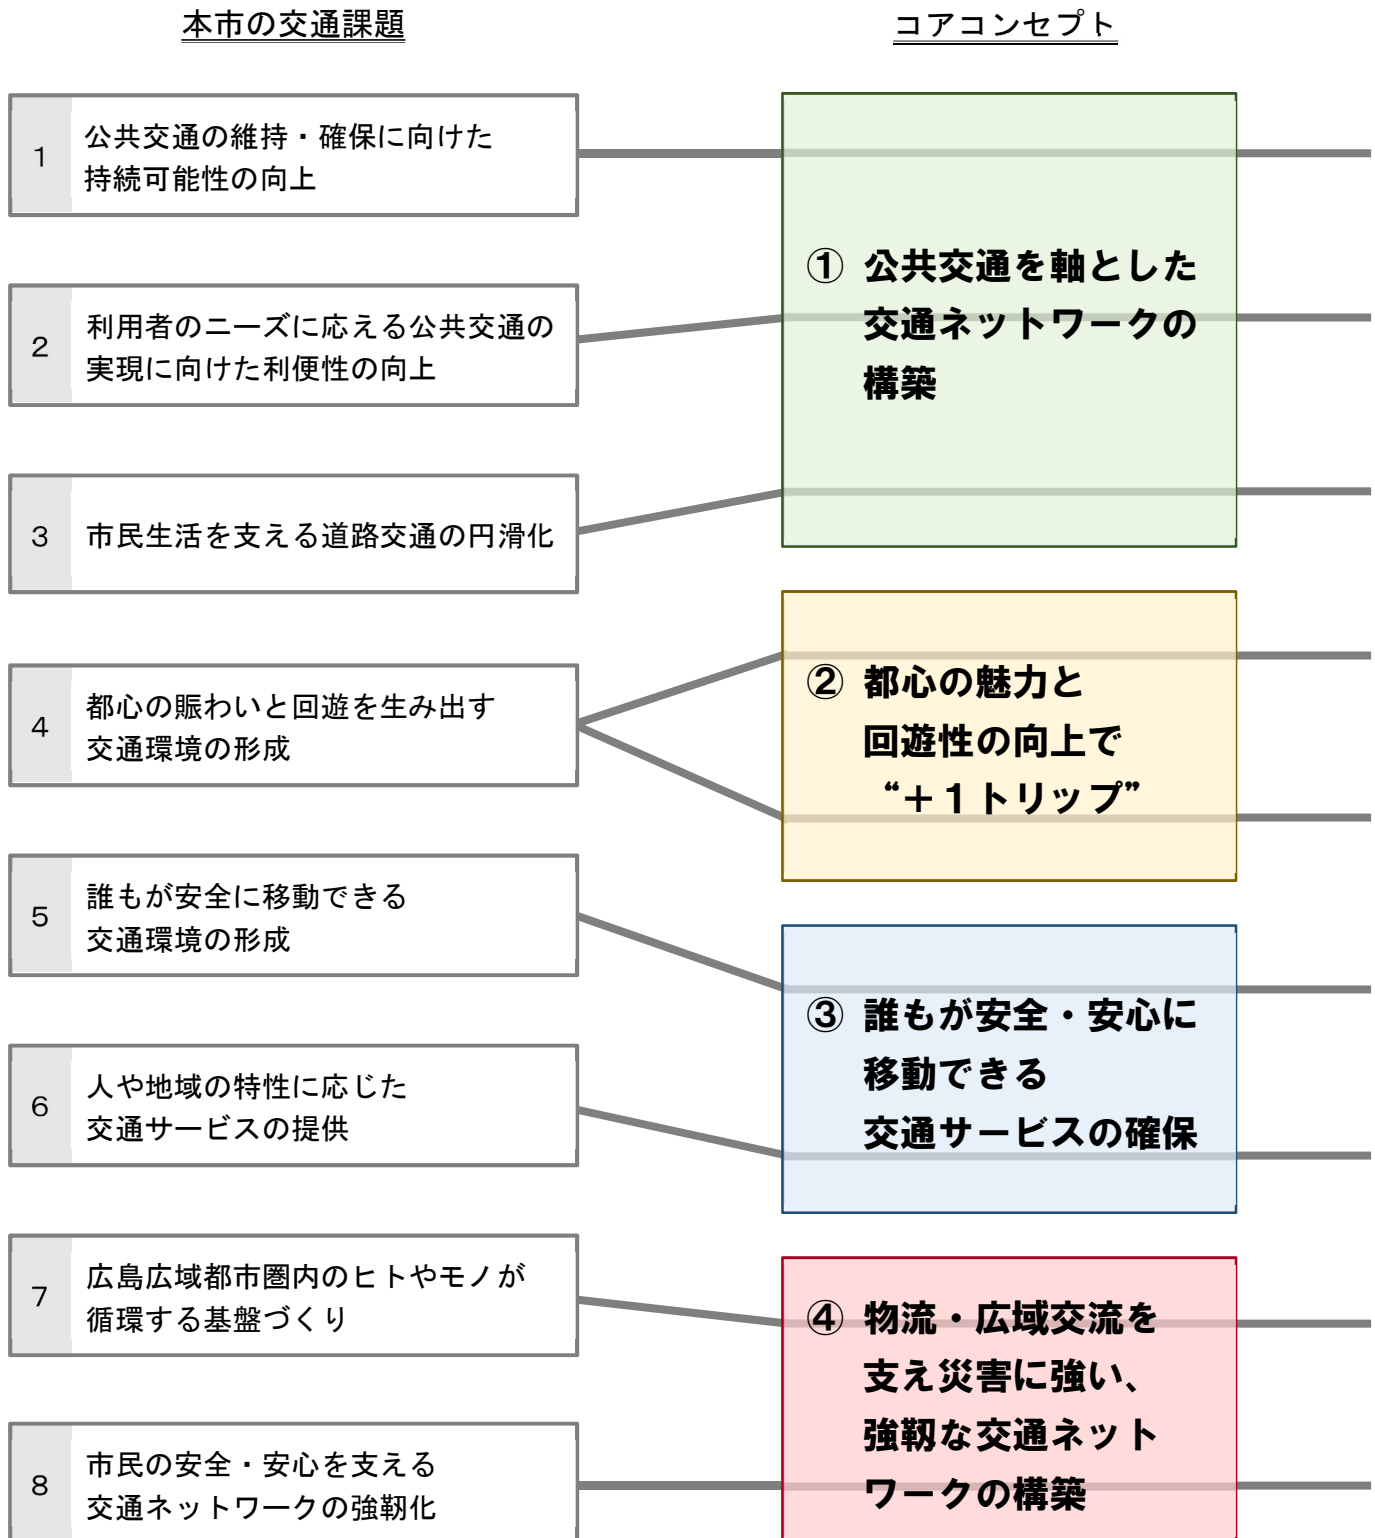 本市の交通課題
コアコンセプト
1
公共交通の維持・確保に向けた
持続可能性の向上
2
利用者のニーズに応える公共交通の
実現に向けた利便性の向上
3
市民生活を支える道路交通の円滑化
4
都心の賑わいと回遊を生み出す
交通環境の形成
5
誰もが安全に移動できる
交通環境の形成
6
人や地域の特性に応じた
交通サービスの提供
7
広島広域都市圏内のヒトやモノが
循環する基盤づくり
8
市民の安全・安心を支える
交通ネットワークの強靭化
① 公共交通を軸とした
交通ネットワークの
構築
② 都心の魅力と
回遊性の向上で
“＋１トリップ”
③ 誰もが安全・安心に
移動できる
交通サービスの確保
④ 物流・広域交流を
支え災害に強い、
強靱な交通ネット
ワークの構築